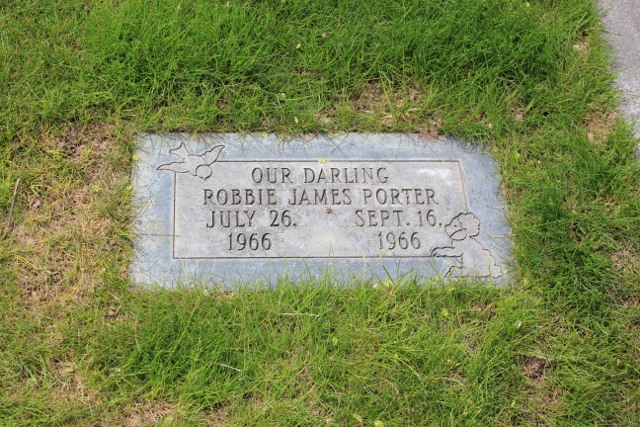 OUR DARLING
ROBBIE JAMES PORTER
JULY 26, SEPT. 16,
1966 1966